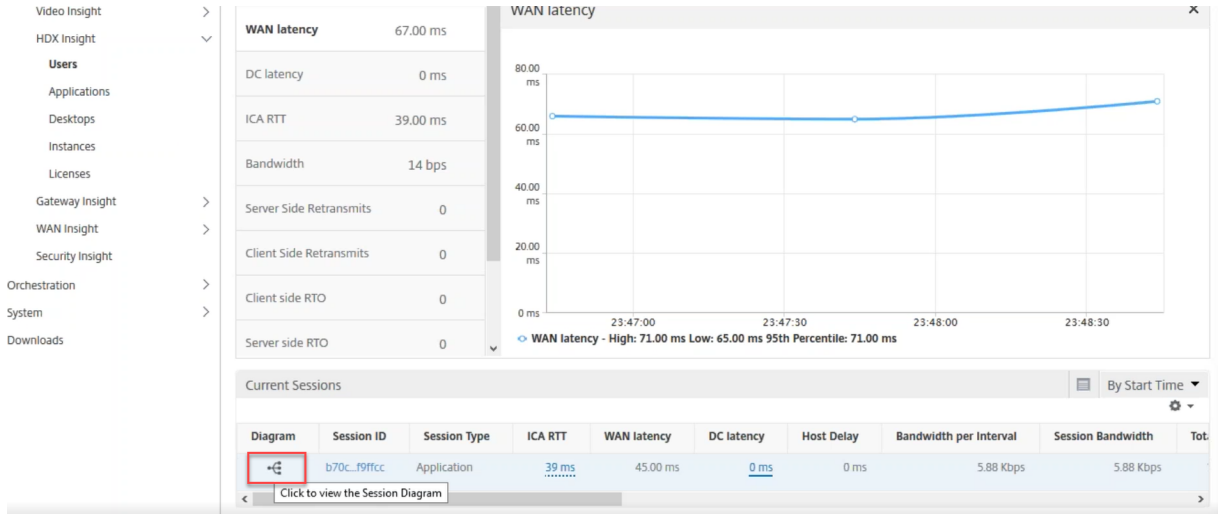 Video Insight
HDX Insight
Users
Applications
Desktops
Instances
Licenses
Gateway Insight
WAN Insight
Security Insight
Orchestration
System
Downloads
WAN latency 67.00 ms
DC latency 0 ms
ICA RTT 39.00 ms
Bandwidth 14 bps
Server Side Retransmits 0
Client Side Retransmits 0
Client side RTO 0
Server side RTO 0
WAN latency
80.00
ms
60.00
ms
40.00
ms
20.00
ms
0 ms
23:47:00 23:47:30 23:48:00 23:48:30
WAN latency - High: 71.00 ms Low: 65.00 ms 95th Percentile: 71.00 ms
Current Sessions By Start Time
Diagram Session ID Session Type ICA RTT WAN latency DC latency Host Delay Bandwidth per Interval Session Bandwidth Tot
b70c...f9ffcc Application 39 ms 45.00 ms 0 ms 0 ms 5.88 Kbps 5.88 Kbps
Click to view the Session Diagram